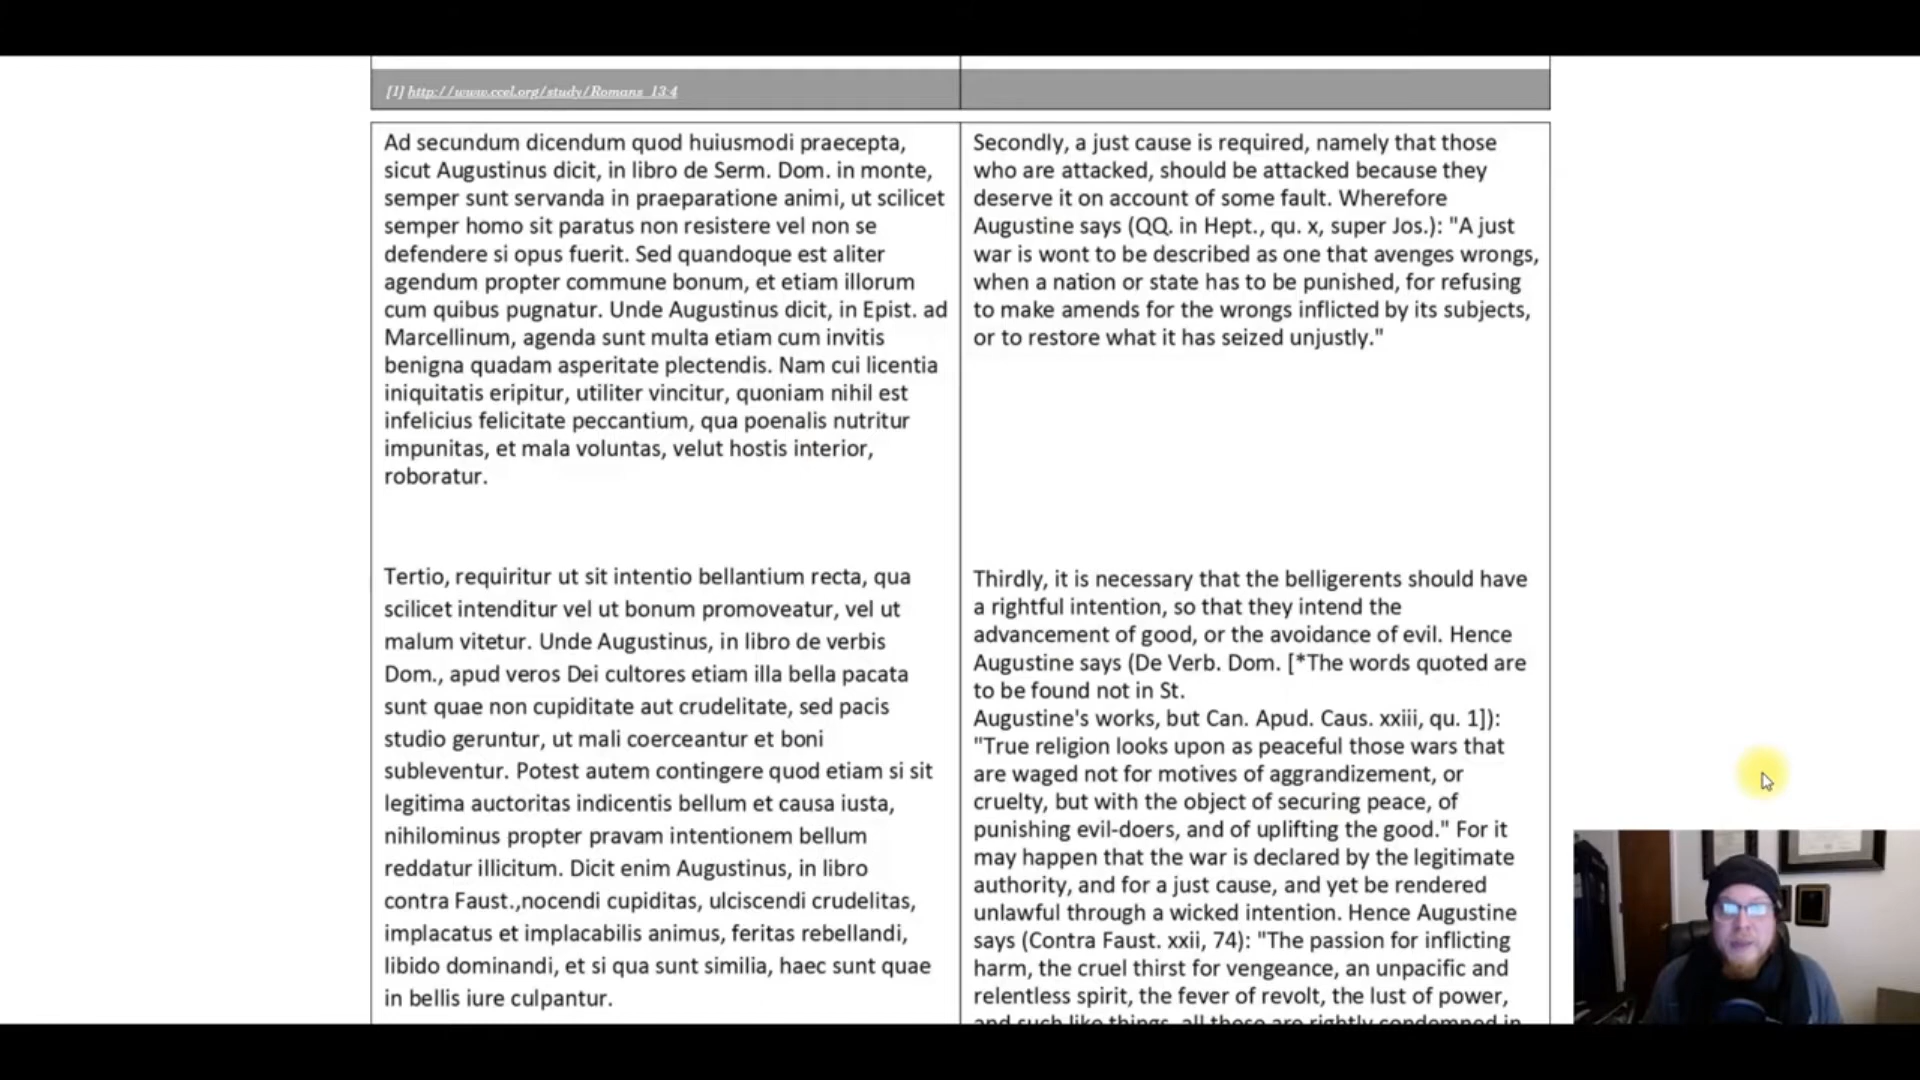 [1] http://www.ccel.org/study/Romans_13:4
Ad secundum dicendum quod huiusmodi praecepta,
sicut Augustinus dicit, in libro de Serm. Dom. in monte,
semper sunt servanda in praeparatione animi, ut scilicet
semper homo sit paratus non resistere vel non se
defendere si opus fuerit. Sed quandoque est aliter
agendum propter commune bonum, et etiam illorum
cum quibus pugnatur. Unde Augustinus dicit, in Epist. ad
Marcellinum, agenda sunt multa etiam cum invitis
benigna quadam asperitate plectendis. Nam cui licentia
iniquitatis eripitur, utiliter vincitur, quoniam nihil est
infelicius felicitate peccantium, qua poenalis nutritur
impunitas, et mala voluntas, velut hostis interior,
roboratur.
Tertio, requiritur ut sit intentio bellantium recta, qua
scilicet intenditur vel ut bonum promoveatur, vel ut
malum vitetur. Unde Augustinus, in libro de verbis
Dom., apud veros Dei cultores etiam illa bella pacata
sunt quae non cupiditate aut crudelitate, sed pacis
studio geruntur, ut mali coerceantur et boni
subleventur. Potest autem contingere quod etiam si sit
legitima auctoritas indicentis bellum et causa iusta,
nihilominus propter pravam intentionem bellum
reddatur illicitum. Dicit enim Augustinus, in libro
contra Faust.,nocendi cupiditas, ulciscendi crudelitas,
implacatus et implacabilis animus, feritas rebellandi,
libido dominandi, et si qua sunt similia, haec sunt quae
in bellis iure culpantur.
Secondly, a just cause is required, namely that those
who are attacked, should be attacked because they
deserve it on account of some fault. Wherefore
Augustine says (QQ. in Hept., qu. x, super Jos.): "A just
war is wont to be described as one that avenges wrongs,
when a nation or state has to be punished, for refusing
to make amends for the wrongs inflicted by its subjects,
or to restore what it has seized unjustly."
Thirdly, it is necessary that the belligerents should have
a rightful intention, so that they intend the
advancement of good, or the avoidance of evil. Hence
Augustine says (De Verb. Dom. [*The words quoted are
to be found not in St.
Augustine's works, but Can. Apud. Caus. xxiii, qu. 1]):
"True religion looks upon as peaceful those wars that
are waged not for motives of aggrandizement, or
cruelty, but with the object of securing peace, of
punishing evil-doers, and of uplifting the good." For it
may happen that the war is declared by the legitimate
authority, and for a just cause, and yet be rendered
unlawful through a wicked intention. Hence Augustine
says (Contra Faust. xxii, 74): "The passion for inflicting
harm, the cruel thirst for vengeance, an unpacific and
relentless spirit, the fever of revolt, the lust of power,
and such like things, all these are rightly condemned in